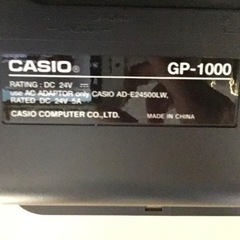 CASIO® GP-1000
RATING: DC 24V ⎓
use AC ADAPTOR only CASIO AD-E24500LW,
RATED DC 24V 5A
CASIO COMPUTER CO.,LTD. MADE IN CHINA